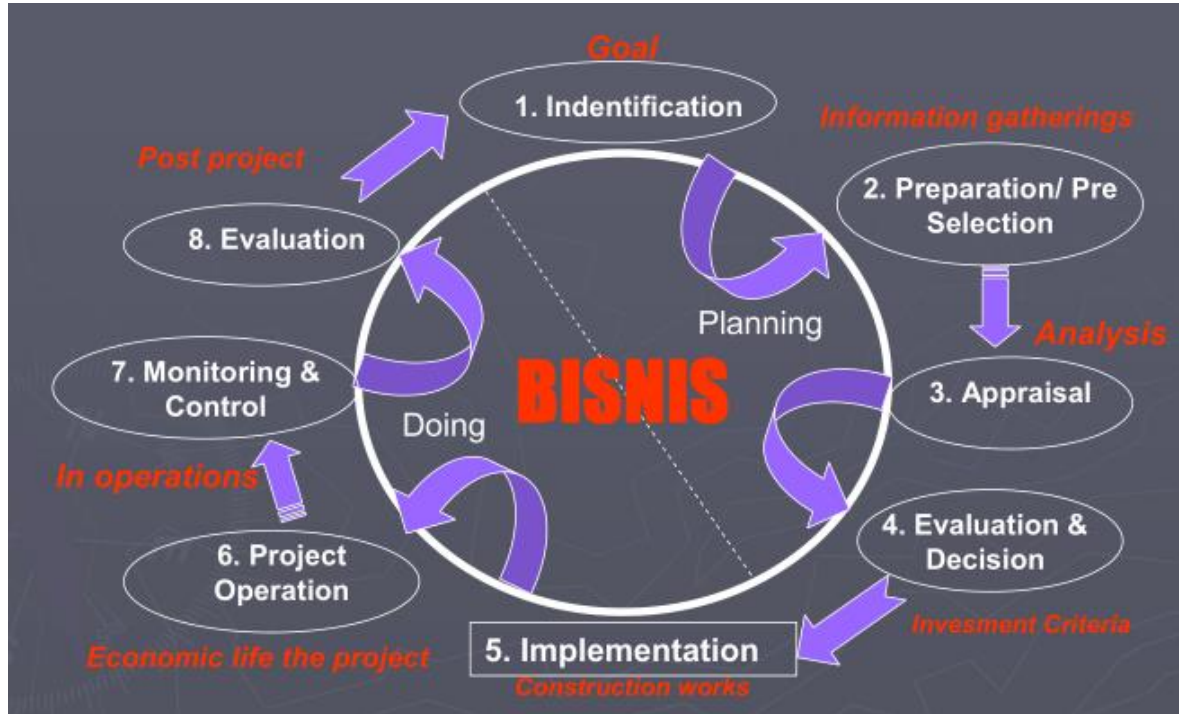 Goal
1. Indentification
Information gatherings
2. Preparation/ Pre
Selection
Analysis
3. Appraisal
4. Evaluation &
Decision
Invesment Criteria
5. Implementation
Construction works
6. Project
Operation
Economic life the project
In operations
7. Monitoring &
Control
8. Evaluation
Post project
Planning
BISNIS
Doing